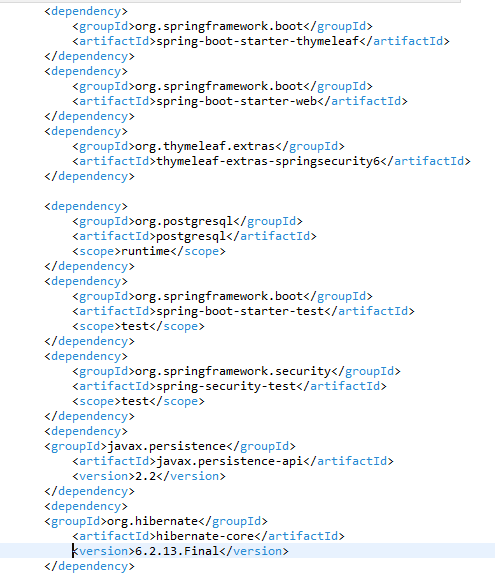 <dependency>
<groupId>org.springframework.boot</groupId>
<artifactId>spring-boot-starter-thymeleaf</artifactId>
</dependency>
<dependency>
<groupId>org.springframework.boot</groupId>
<artifactId>spring-boot-starter-web</artifactId>
</dependency>
<dependency>
<groupId>org.thymeleaf.extras</groupId>
<artifactId>thymeleaf-extras-springsecurity6</artifactId>
</dependency>
<dependency>
<groupId>org.postgresql</groupId>
<artifactId>postgresql</artifactId>
<scope>runtime</scope>
</dependency>
<dependency>
<groupId>org.springframework.boot</groupId>
<artifactId>spring-boot-starter-test</artifactId>
<scope>test</scope>
</dependency>
<dependency>
<groupId>org.springframework.security</groupId>
<artifactId>spring-security-test</artifactId>
<scope>test</scope>
</dependency>
<dependency>
<groupId>javax.persistence</groupId>
<artifactId>javax.persistence-api</artifactId>
<version>2.2</version>
</dependency>
<dependency>
<groupId>org.hibernate</groupId>
<artifactId>hibernate-core</artifactId>
<version>6.2.13.Final</version>
</dependency>